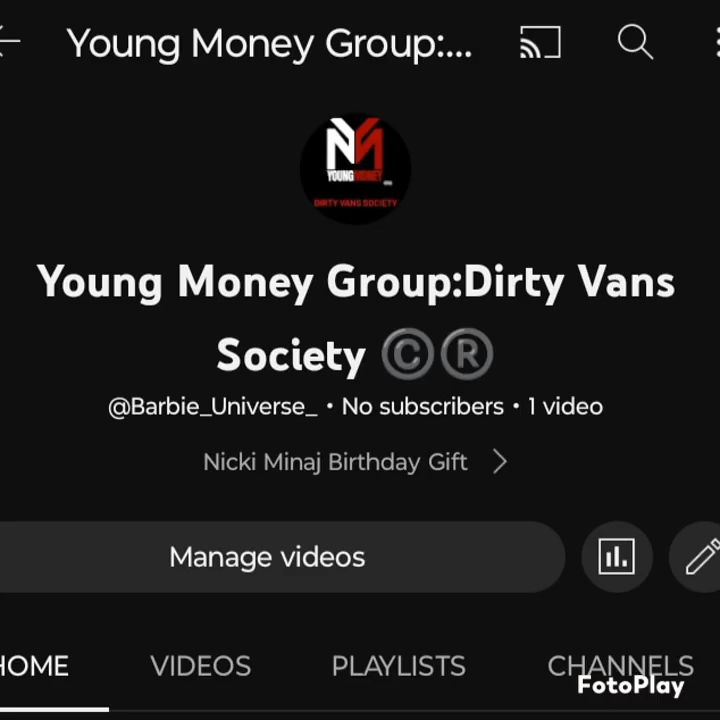 Young Money Group:...
YOUNG MONEY
DIRTY VANS SOCIETY
Young Money Group:Dirty Vans
Society ©®
@Barbie_Universe_ • No subscribers • 1 video
Nicki Minaj Birthday Gift
Manage videos
HOME VIDEOS PLAYLISTS CHANNELS
FotoPlay